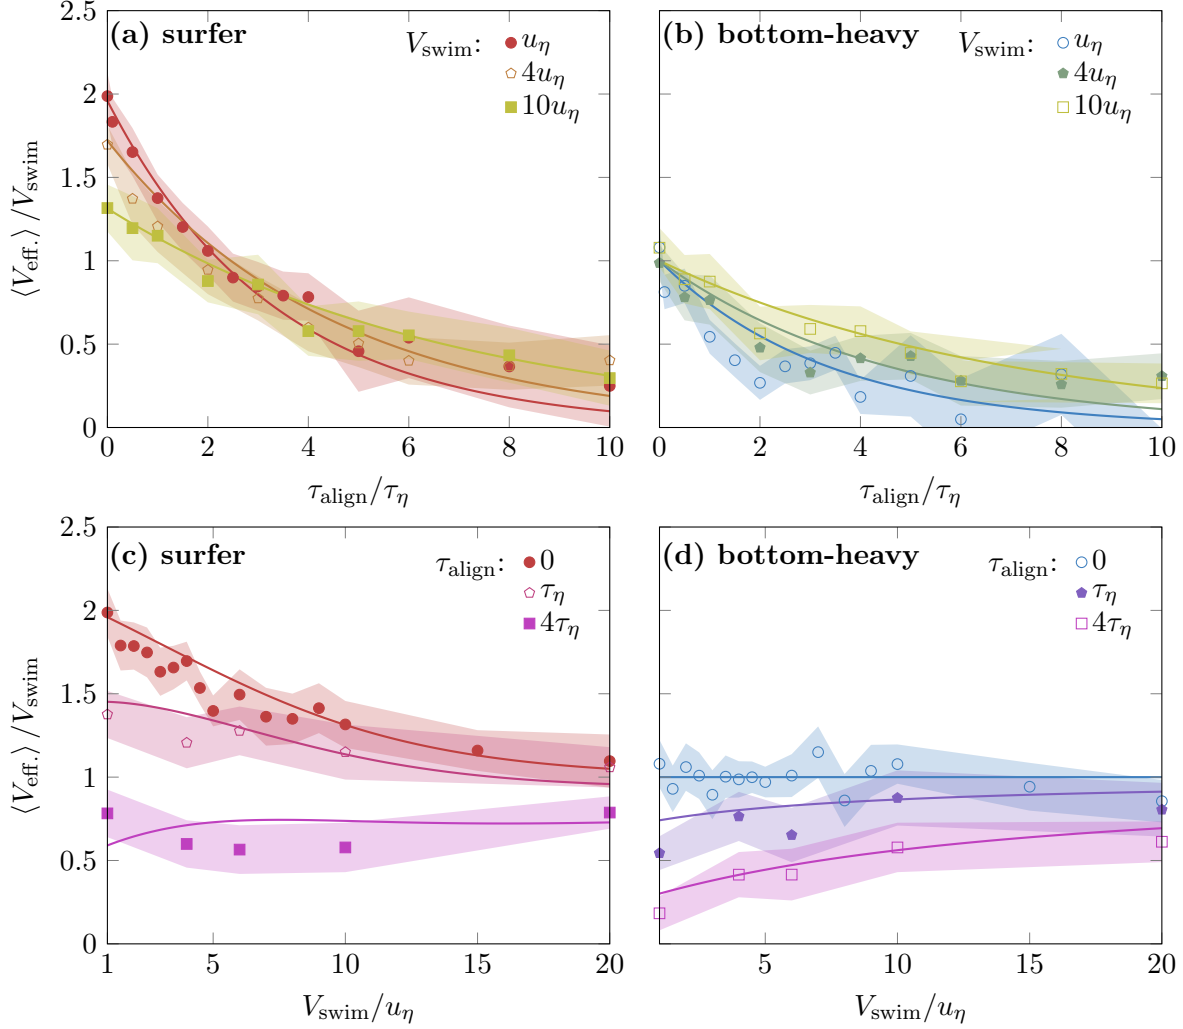 (a) surfer
V_swim:
u_η
4u_η
10u_η
2.5
2
1.5
1
0.5
0
⟨V_eff.⟩ / V_swim
0 2 4 6 8 10
τ_align/τ_η
(b) bottom-heavy
V_swim:
u_η
4u_η
10u_η
0 2 4 6 8 10
τ_align/τ_η
(c) surfer
τ_align:
0
τ_η
4τ_η
2.5
2
1.5
1
0.5
0
⟨V_eff.⟩ / V_swim
1 5 10 15 20
V_swim/u_η
(d) bottom-heavy
τ_align:
0
τ_η
4τ_η
5 10 15 20
V_swim/u_η